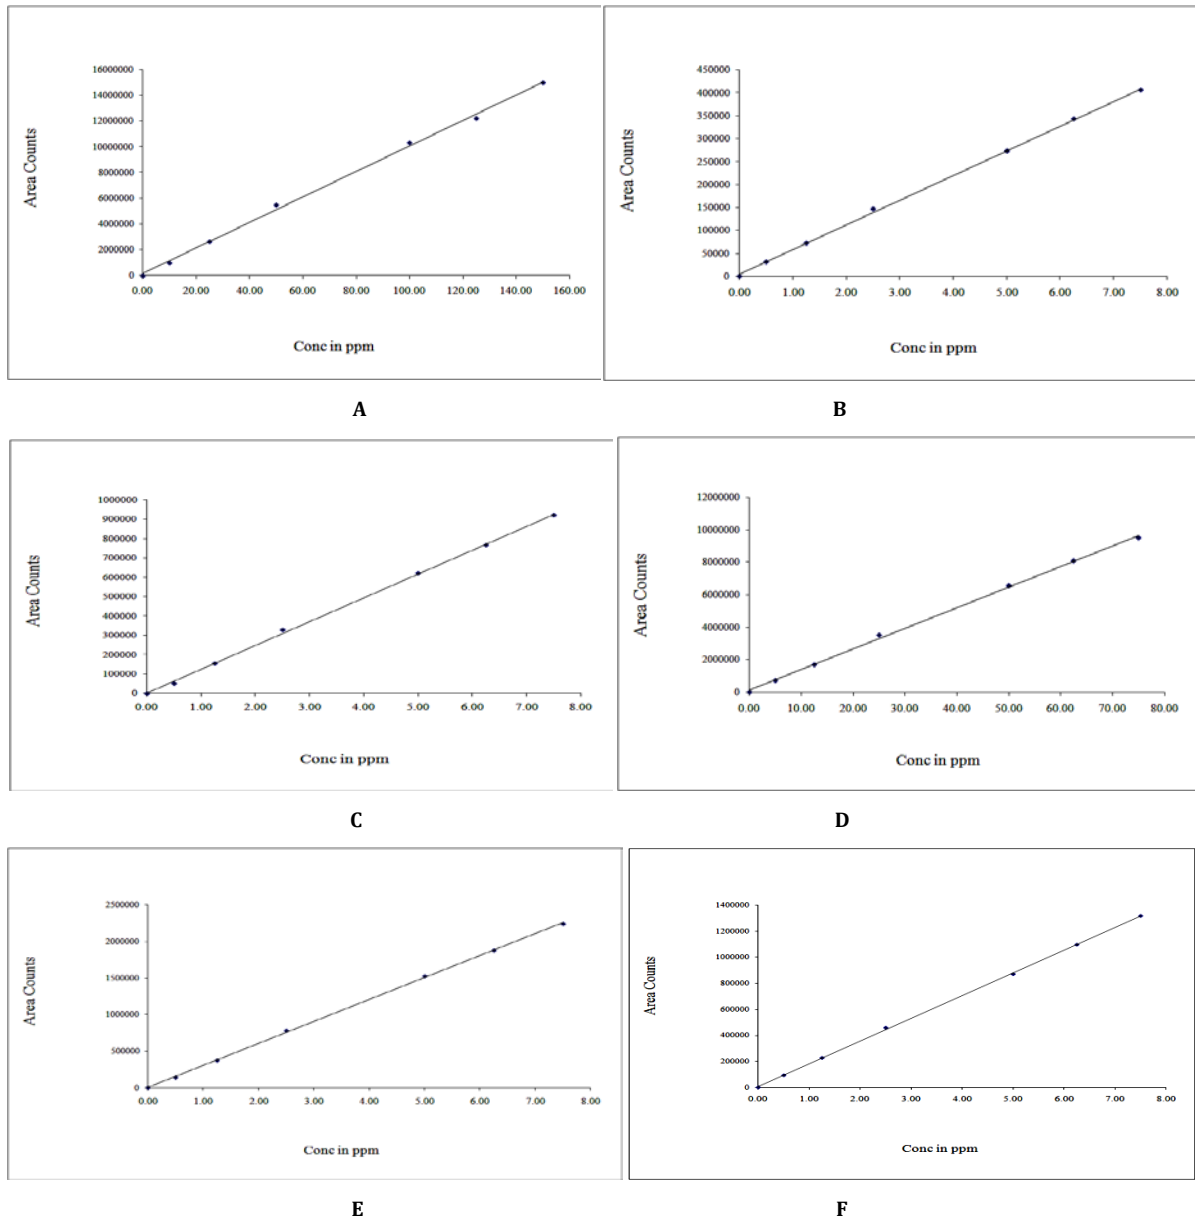 16000000
14000000
12000000
10000000
8000000
6000000
4000000
2000000
0
0.00 20.00 40.00 60.00 80.00 100.00 120.00 140.00 160.00
Area Counts
Conc in ppm
A
450000
400000
350000
300000
250000
200000
150000
100000
50000
0
0.00 1.00 2.00 3.00 4.00 5.00 6.00 7.00 8.00
Area Counts
Conc in ppm
B
1000000
900000
800000
700000
600000
500000
400000
300000
200000
100000
0
0.00 1.00 2.00 3.00 4.00 5.00 6.00 7.00 8.00
Area Counts
Conc in ppm
C
12000000
10000000
8000000
6000000
4000000
2000000
0
0.00 10.00 20.00 30.00 40.00 50.00 60.00 70.00 80.00
Area Counts
Conc in ppm
D
2500000
2000000
1500000
1000000
500000
0
0.00 1.00 2.00 3.00 4.00 5.00 6.00 7.00 8.00
Area Counts
Conc in ppm
E
1400000
1200000
1000000
800000
600000
400000
200000
0
0.00 1.00 2.00 3.00 4.00 5.00 6.00 7.00 8.00
Area Counts
Conc in ppm
F